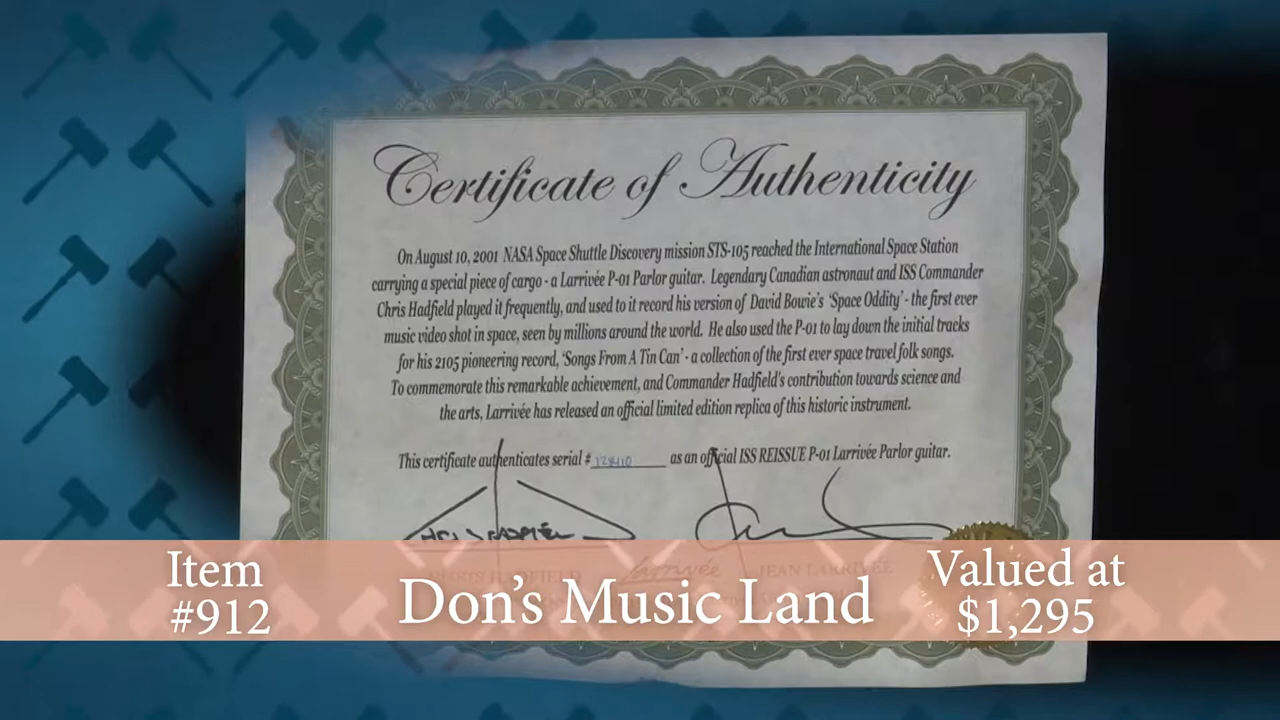 Certificate of Authenticity
On August 10, 2001 NASA Space Shuttle Discovery mission STS-105 reached the International Space Station
carrying a special piece of cargo - a Larrivée P-01 Parlor guitar. Legendary Canadian astronaut and ISS Commander
Chris Hadfield played it frequently, and used to it record his version of David Bowie's 'Space Oddity' - the first ever
music video shot in space, seen by millions around the world. He also used the P-01 to lay down the initial tracks
for his 2105 pioneering record, 'Songs From A Tin Can' - a collection of the first ever space travel folk songs.
To commemorate this remarkable achievement, and Commander Hadfield's contribution towards science and
the arts, Larrivée has released an official limited edition replica of this historic instrument.
This certificate authenticates serial # as an official ISS REISSUE P-01 Larrivée Parlor guitar.
CHRIS HADFIELD Larrivée JEAN LARRIVÉE
Item
#912
Don's Music Land
Valued at
$1,295